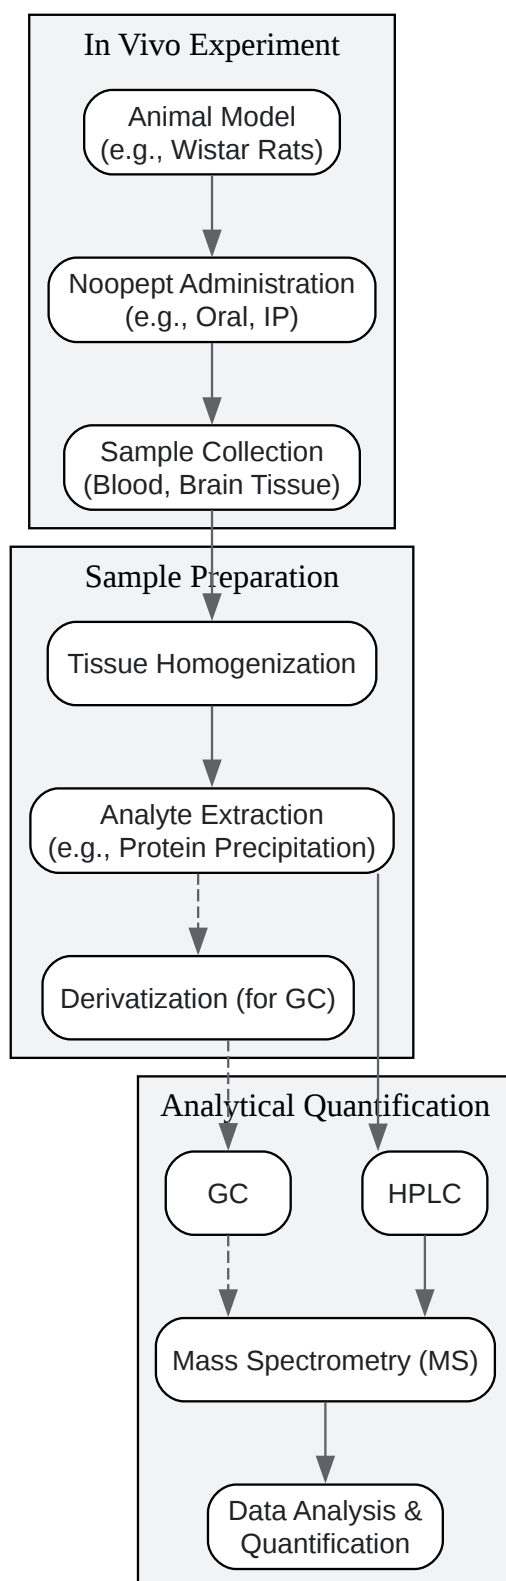 In Vivo Experiment
Animal Model
(e.g., Wistar Rats)
Noopept Administration
(e.g., Oral, IP)
Sample Collection
(Blood, Brain Tissue)
Sample Preparation
Tissue Homogenization
Analyte Extraction
(e.g., Protein Precipitation)
Derivatization (for GC)
Analytical Quantification
GC
HPLC
Mass Spectrometry (MS)
Data Analysis &
Quantification